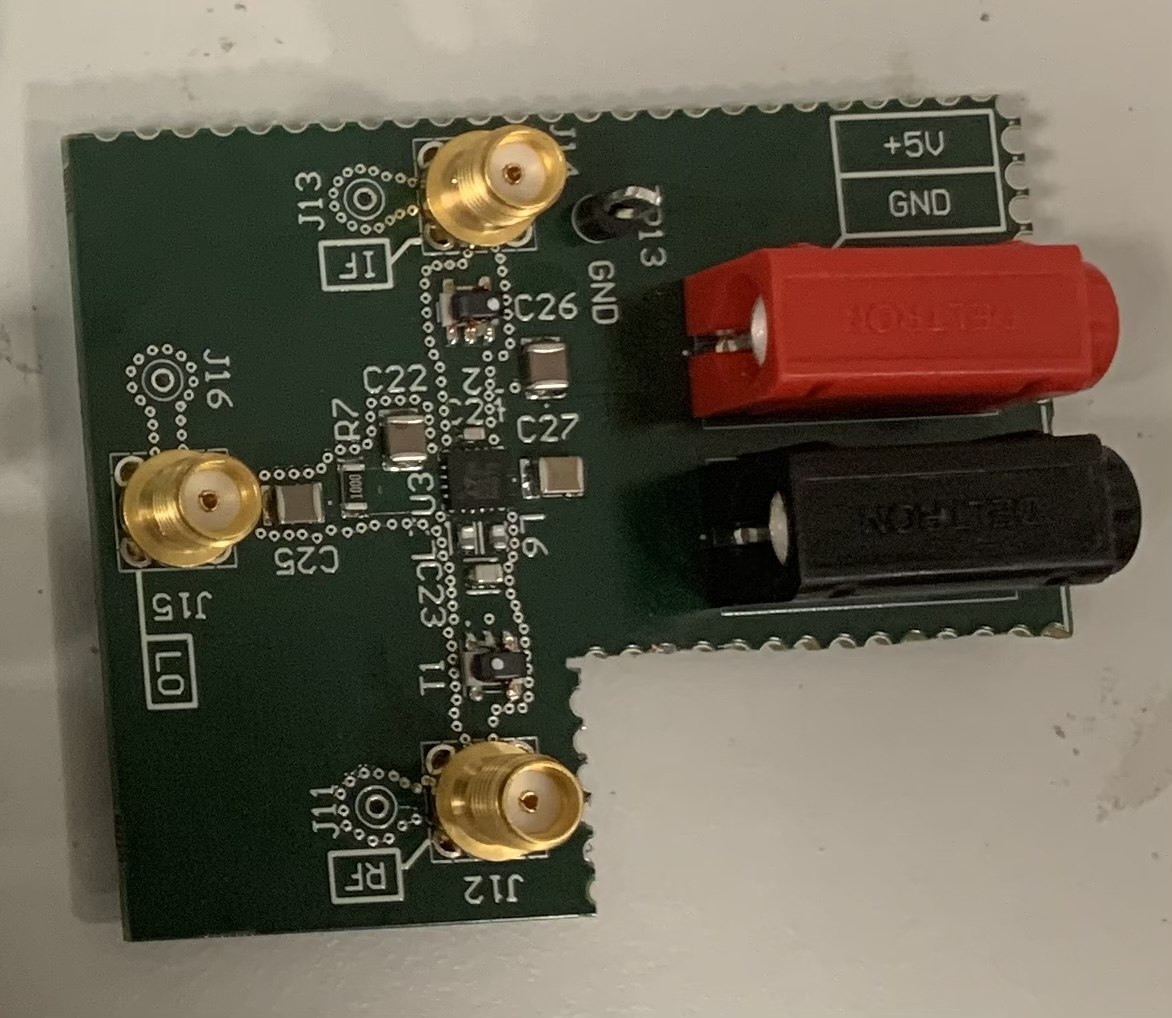 +5V
GND
J13
IF
GND
C26
J16
C22
R7
C27
1000
U3
L6
C25
C23
J15
T1
LO
J11
RF
J12
DELTRON
DELTRON